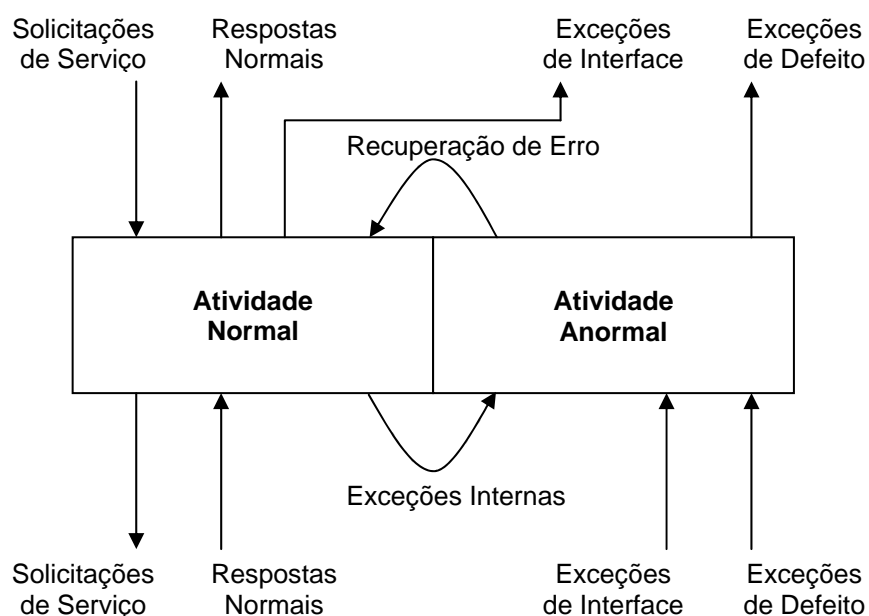 Solicitações Respostas Exceções Exceções
de Serviço Normais de Interface de Defeito
Recuperação de Erro
Atividade Atividade
Normal Anormal
Exceções Internas
Solicitações Respostas Exceções Exceções
de Serviço Normais de Interface de Defeito